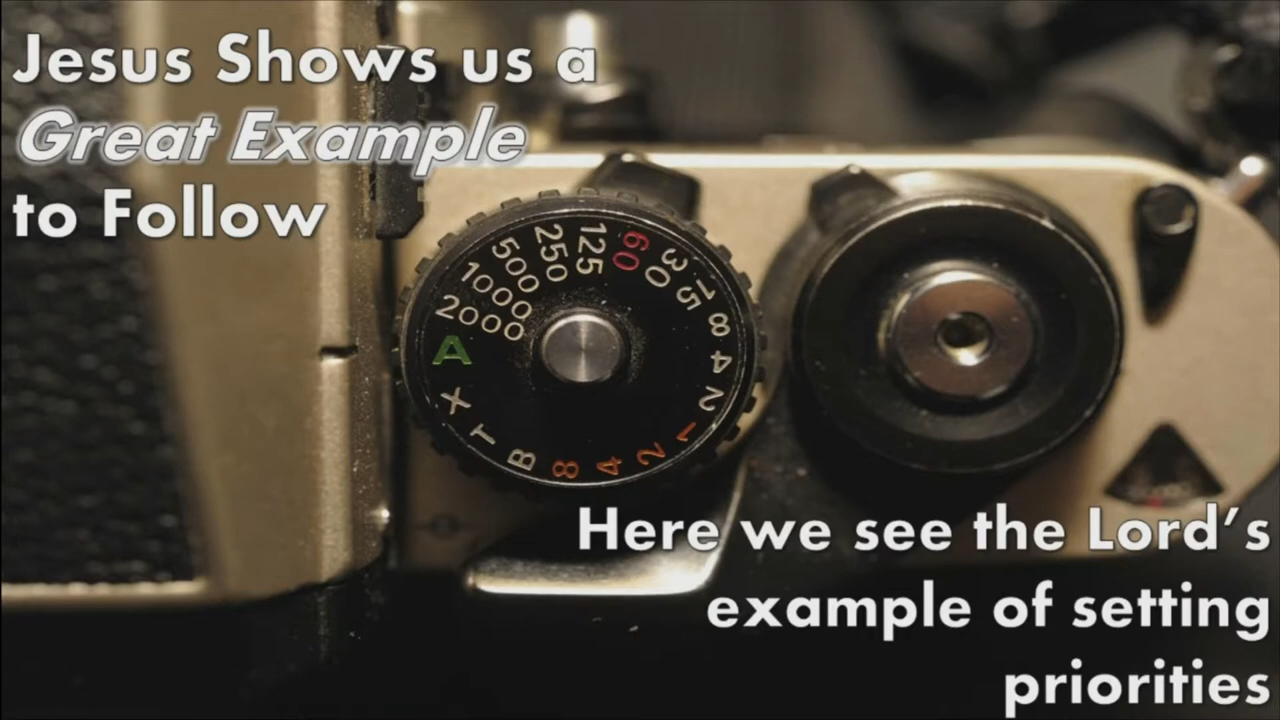 Jesus Shows us a
Great Example
to Follow
2000
1000
500
250
125
60
30
15
8
4
2
1
2
4
8
B
T
X
A
Here we see the Lord's
example of setting
priorities